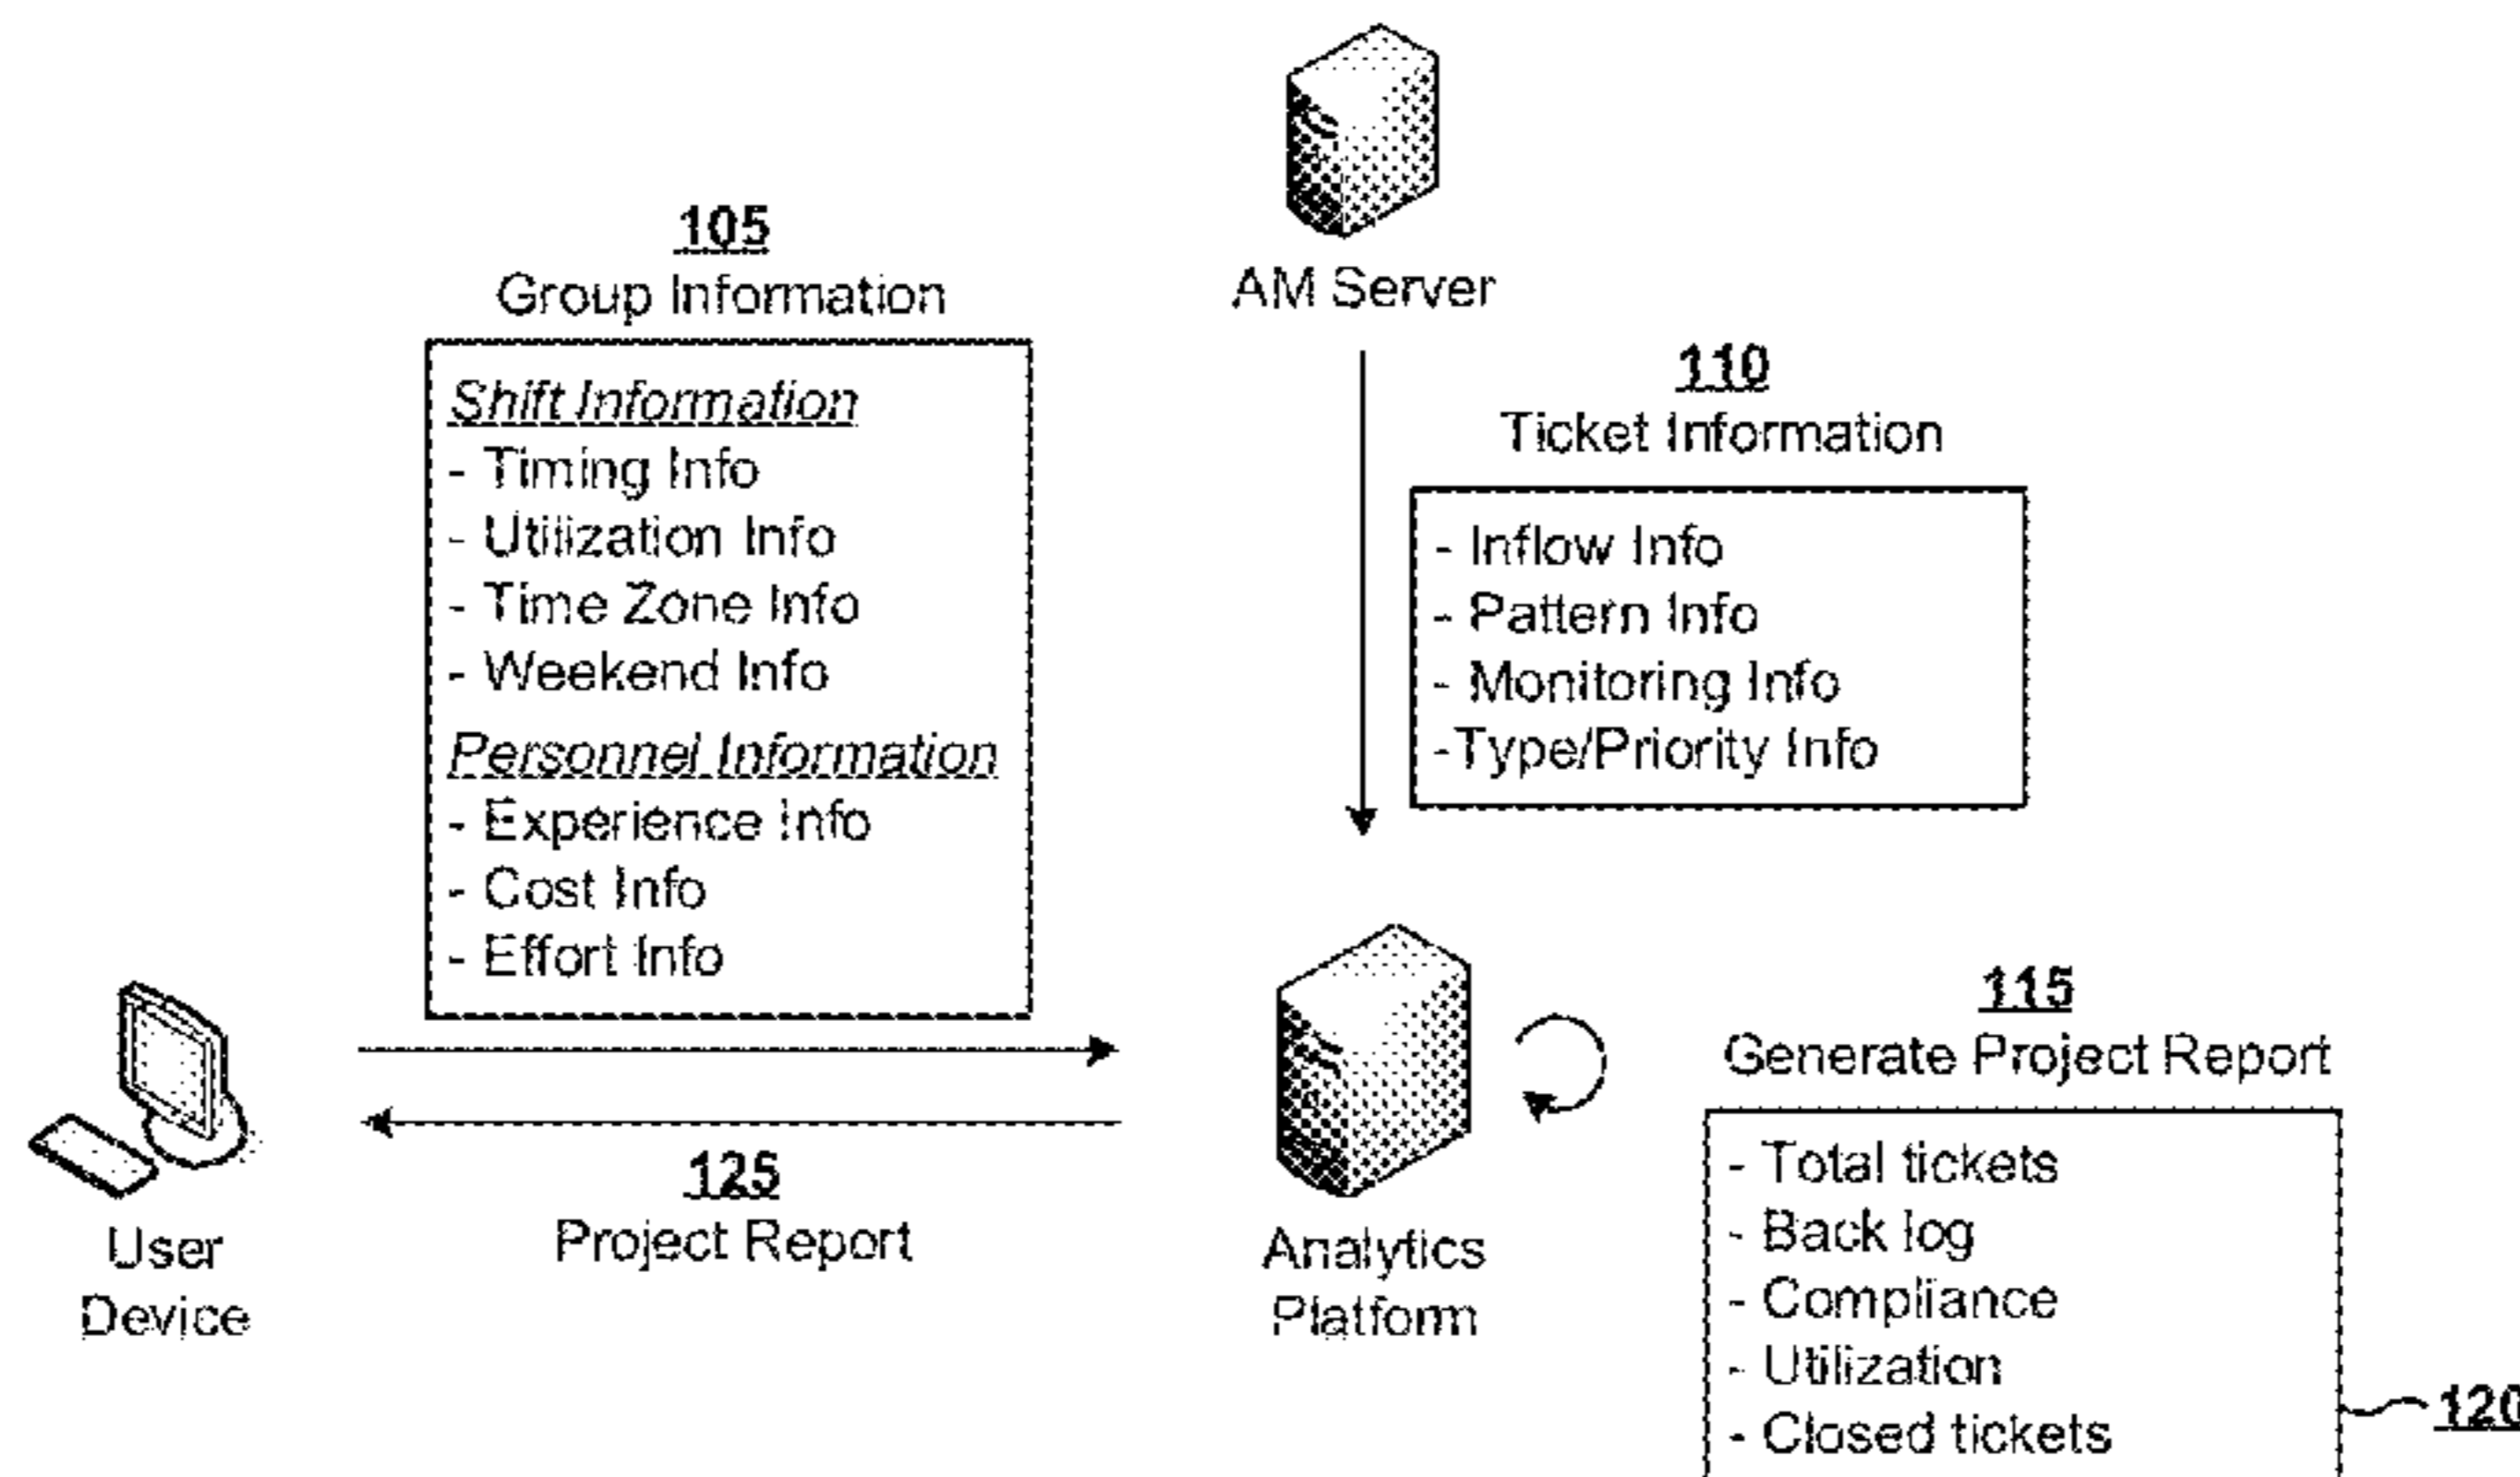 AM Server
105
Group Information
Shift Information
- Timing Info
- Utilization Info
- Time Zone Info
- Weekend Info
Personnel Information
- Experience Info
- Cost Info
- Effort Info
110
Ticket Information
- Inflow Info
- Pattern Info
- Monitoring Info
-Type/Priority Info
User
Device
125
Project Report
Analytics
Platform
115
Generate Project Report
- Total tickets
- Back log
- Compliance
- Utilization
- Closed tickets
120